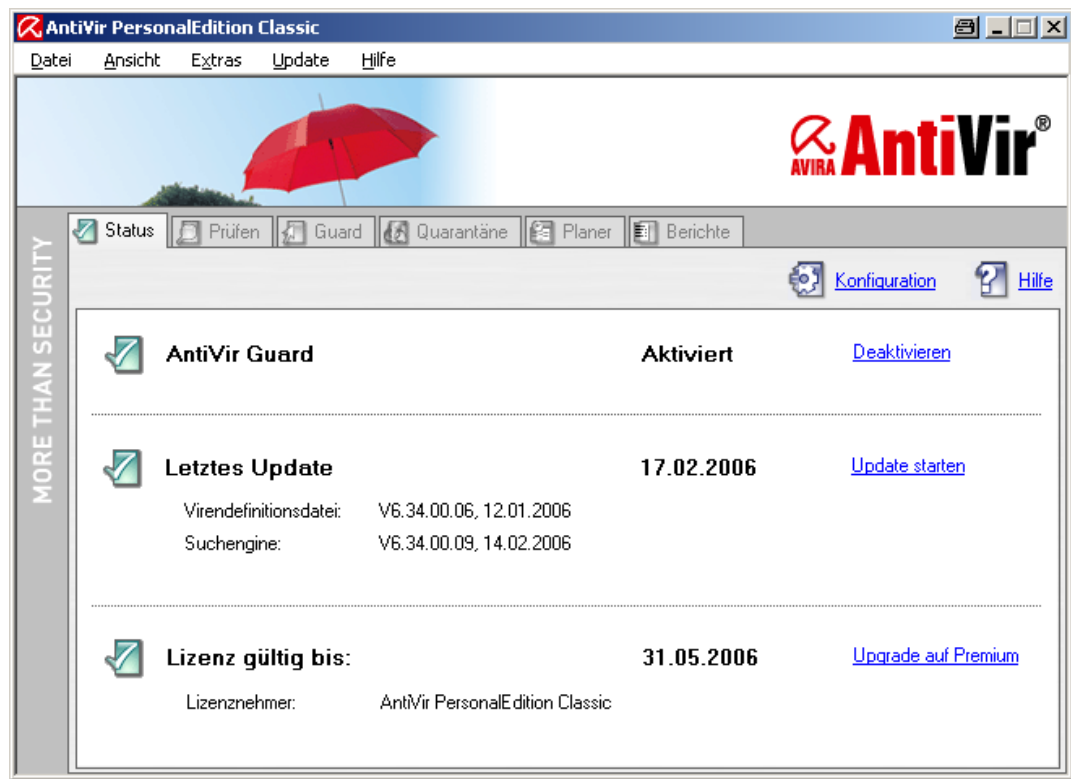 AntiVir PersonalEdition Classic
Datei Ansicht Extras Update Hilfe
AVIRA AntiVir®
MORE THAN SECURITY
Status Prüfen Guard Quarantäne Planer Berichte
Konfiguration Hilfe
AntiVir Guard Aktiviert Deaktivieren
Letztes Update 17.02.2006 Update starten
Virendefinitionsdatei: V6.34.00.06, 12.01.2006
Suchengine: V6.34.00.09, 14.02.2006
Lizenz gültig bis: 31.05.2006 Upgrade auf Premium
Lizenznehmer: AntiVir PersonalEdition Classic